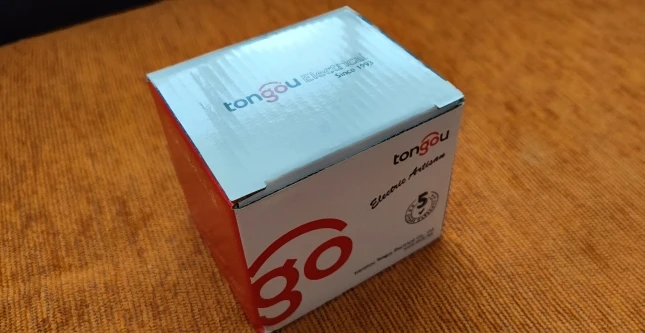 tongou Electrical
Since 1993
tongou
Electric Artisan
5
go